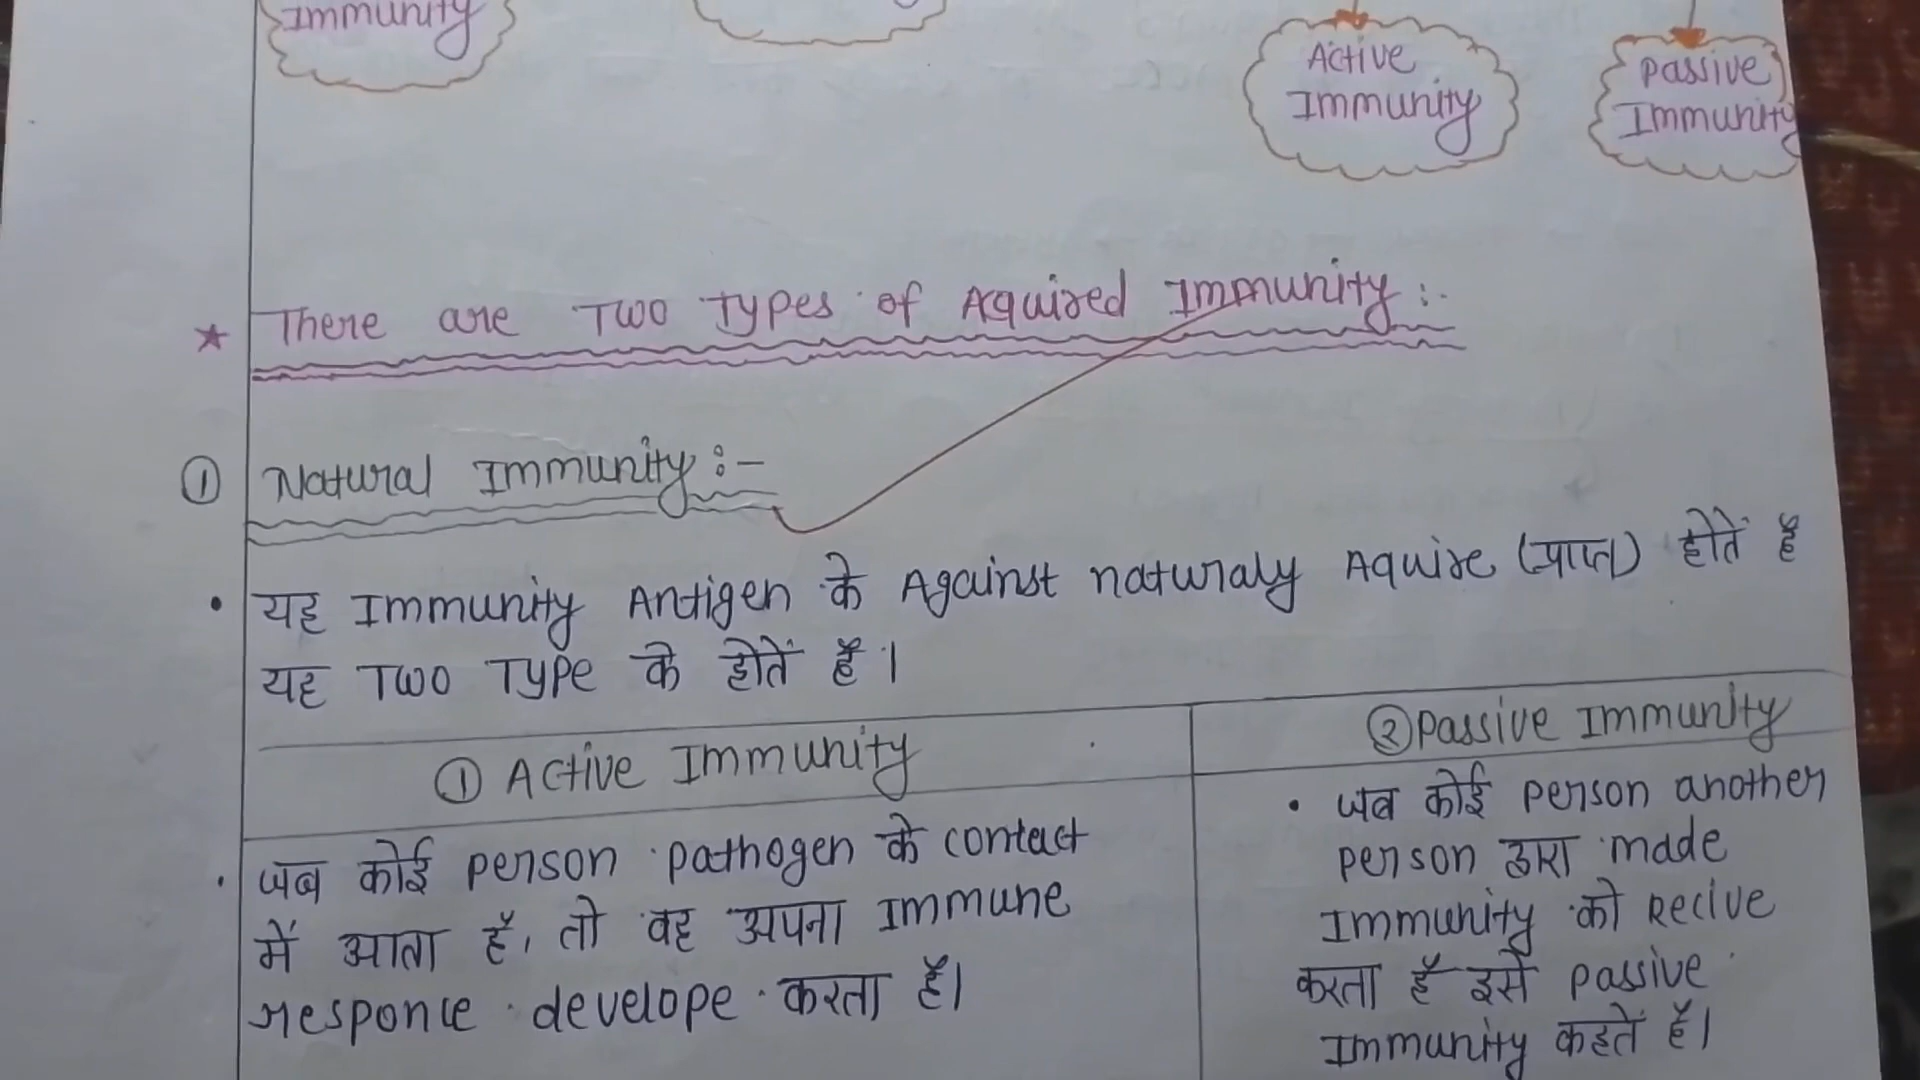 Immunity
Active
Immunity
Passive
Immunity
★ There are Two Types of Aquired Immunity :-
① Natural Immunity :-
• यह Immunity Antigen के Against naturaly Aquire (प्राप्त) होतें हैं
यह Two Type के होतें हैं ।
① Active Immunity
• जब कोई person pathogen के contact
में आता हैं, तो वह अपना Immune
responce develope करता हैं।
② Passive Immunity
• जब कोई person another
person द्वारा made
Immunity को Recive
करता हैं इसे passive
Immunity कहतें हैं।